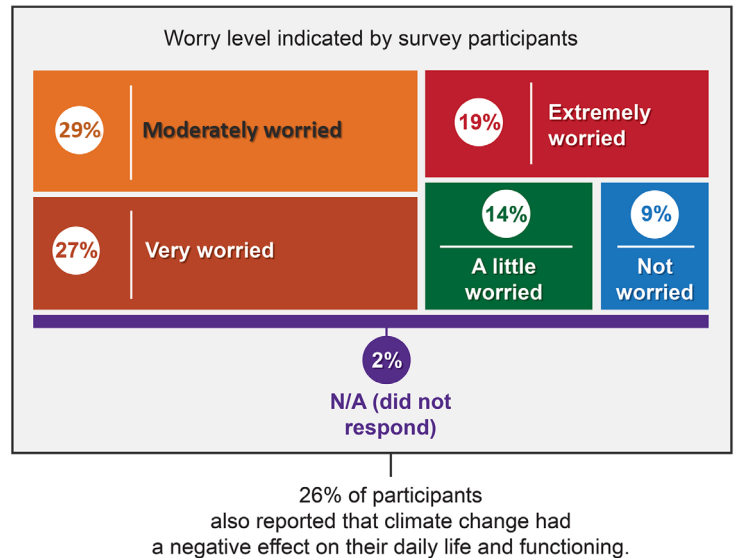 Worry level indicated by survey participants
29%
Moderately worried
19%
Extremely
worried
27%
Very worried
14%
A little
worried
9%
Not
worried
2%
N/A (did not
respond)
26% of participants
also reported that climate change had
a negative effect on their daily life and functioning.